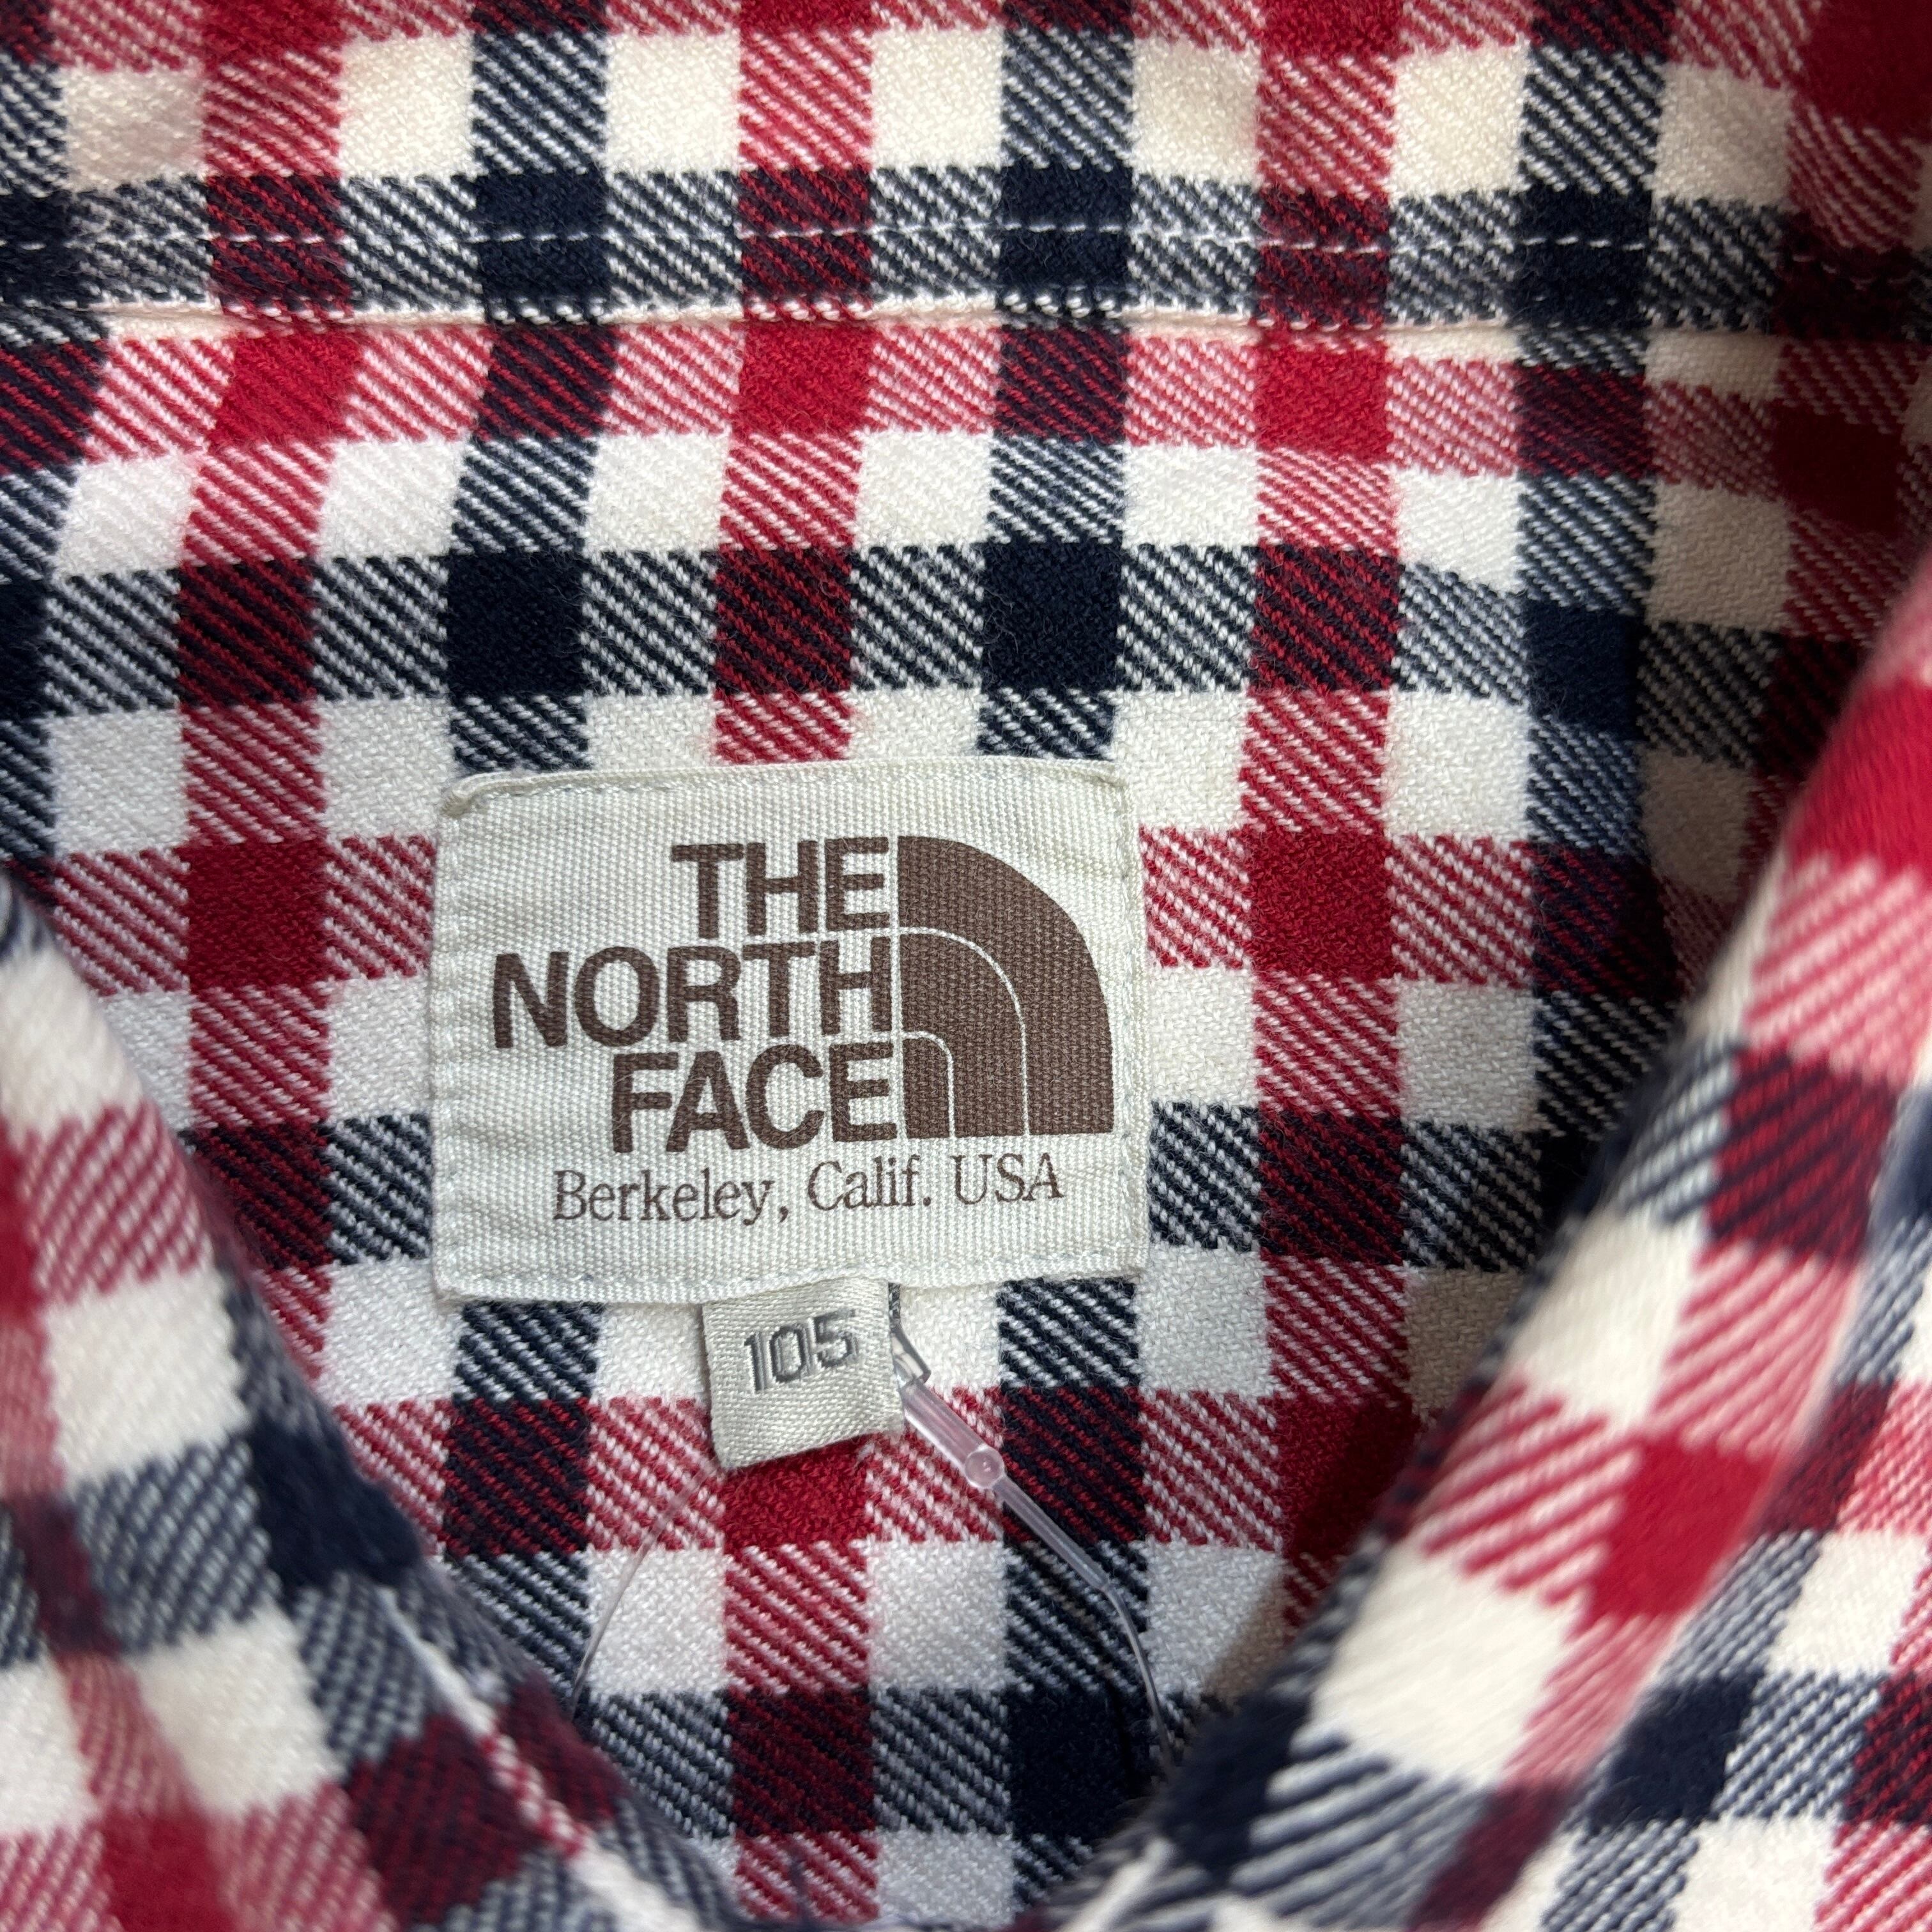 THE
NORTH
FACE
Berkeley, Calif. USA
105